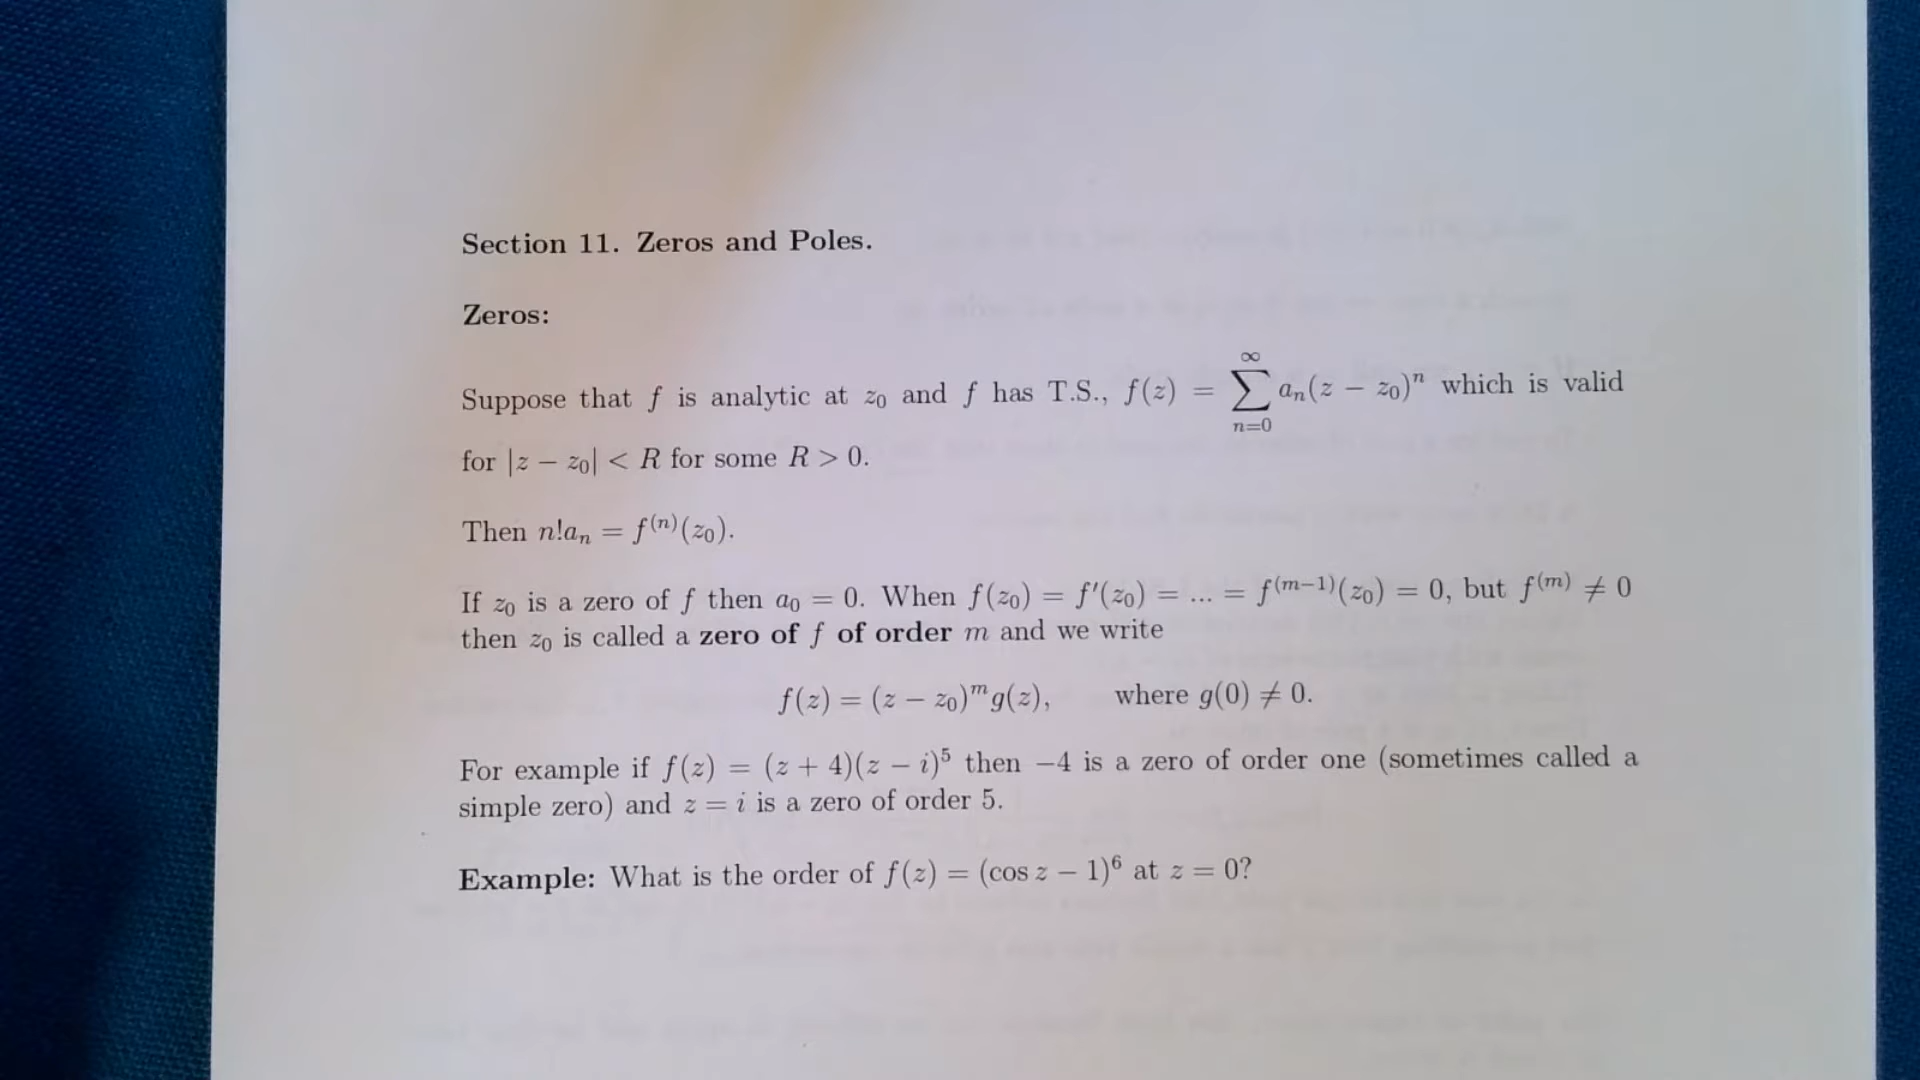 Section 11. Zeros and Poles.
Zeros:
Suppose that f is analytic at z₀ and f has T.S., f(z) = ∑_{n=0}^{∞} aₙ(z − z₀)ⁿ which is valid
for |z − z₀| < R for some R > 0.
Then n!aₙ = f⁽ⁿ⁾(z₀).
If z₀ is a zero of f then a₀ = 0. When f(z₀) = f′(z₀) = ... = f⁽ᵐ⁻¹⁾(z₀) = 0, but f⁽ᵐ⁾ ≠ 0
then z₀ is called a zero of f of order m and we write
f(z) = (z − z₀)ᵐg(z), where g(0) ≠ 0.
For example if f(z) = (z + 4)(z − i)⁵ then −4 is a zero of order one (sometimes called a
simple zero) and z = i is a zero of order 5.
Example: What is the order of f(z) = (cos z − 1)⁶ at z = 0?